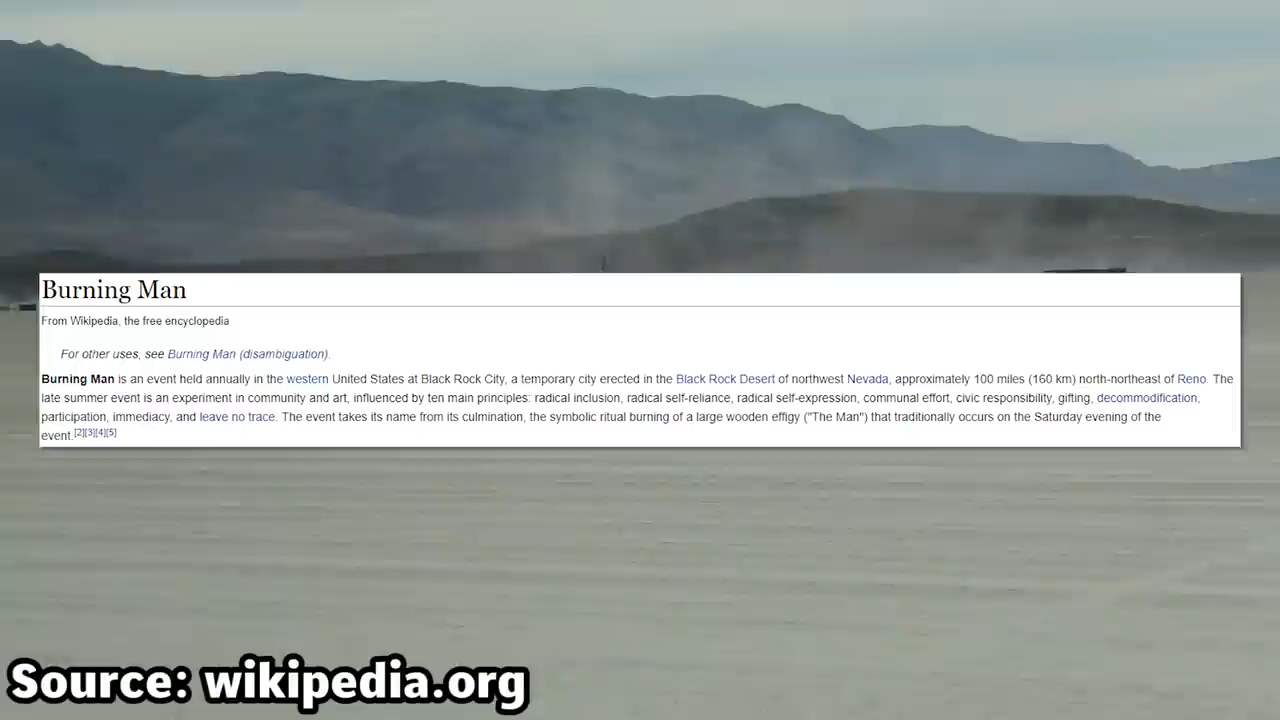 Burning Man
From Wikipedia, the free encyclopedia
For other uses, see Burning Man (disambiguation).
Burning Man is an event held annually in the western United States at Black Rock City, a temporary city erected in the Black Rock Desert of northwest Nevada, approximately 100 miles (160 km) north-northeast of Reno. The
late summer event is an experiment in community and art, influenced by ten main principles: radical inclusion, radical self-reliance, radical self-expression, communal effort, civic responsibility, gifting, decommodification,
participation, immediacy, and leave no trace. The event takes its name from its culmination, the symbolic ritual burning of a large wooden effigy ("The Man") that traditionally occurs on the Saturday evening of the
event.[2][3][4][5]
Source: wikipedia.org